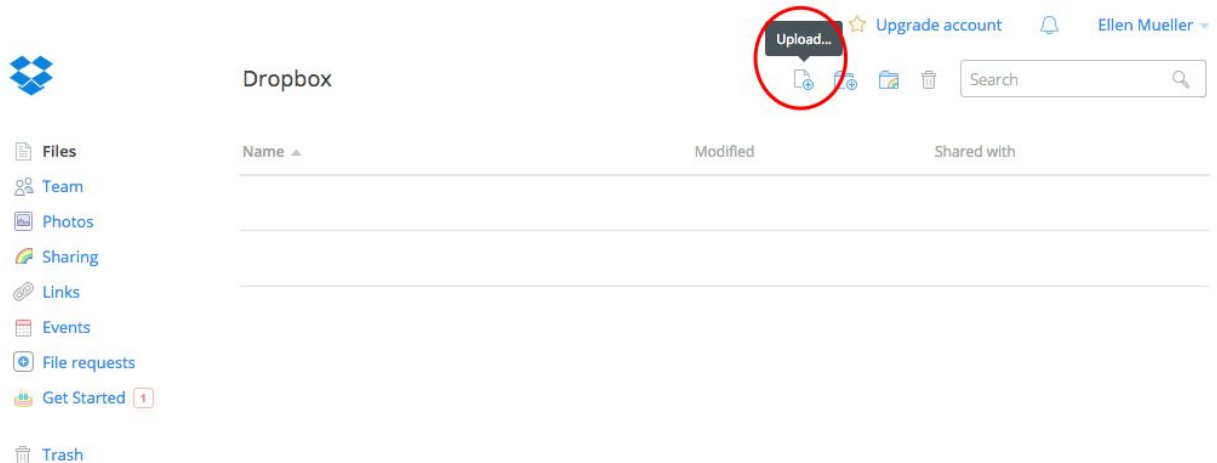 Upgrade account
Ellen Mueller
Upload...
Dropbox
Search
Name
Modified
Shared with
Files
Team
Photos
Sharing
Links
Events
File requests
Get Started 1
Trash